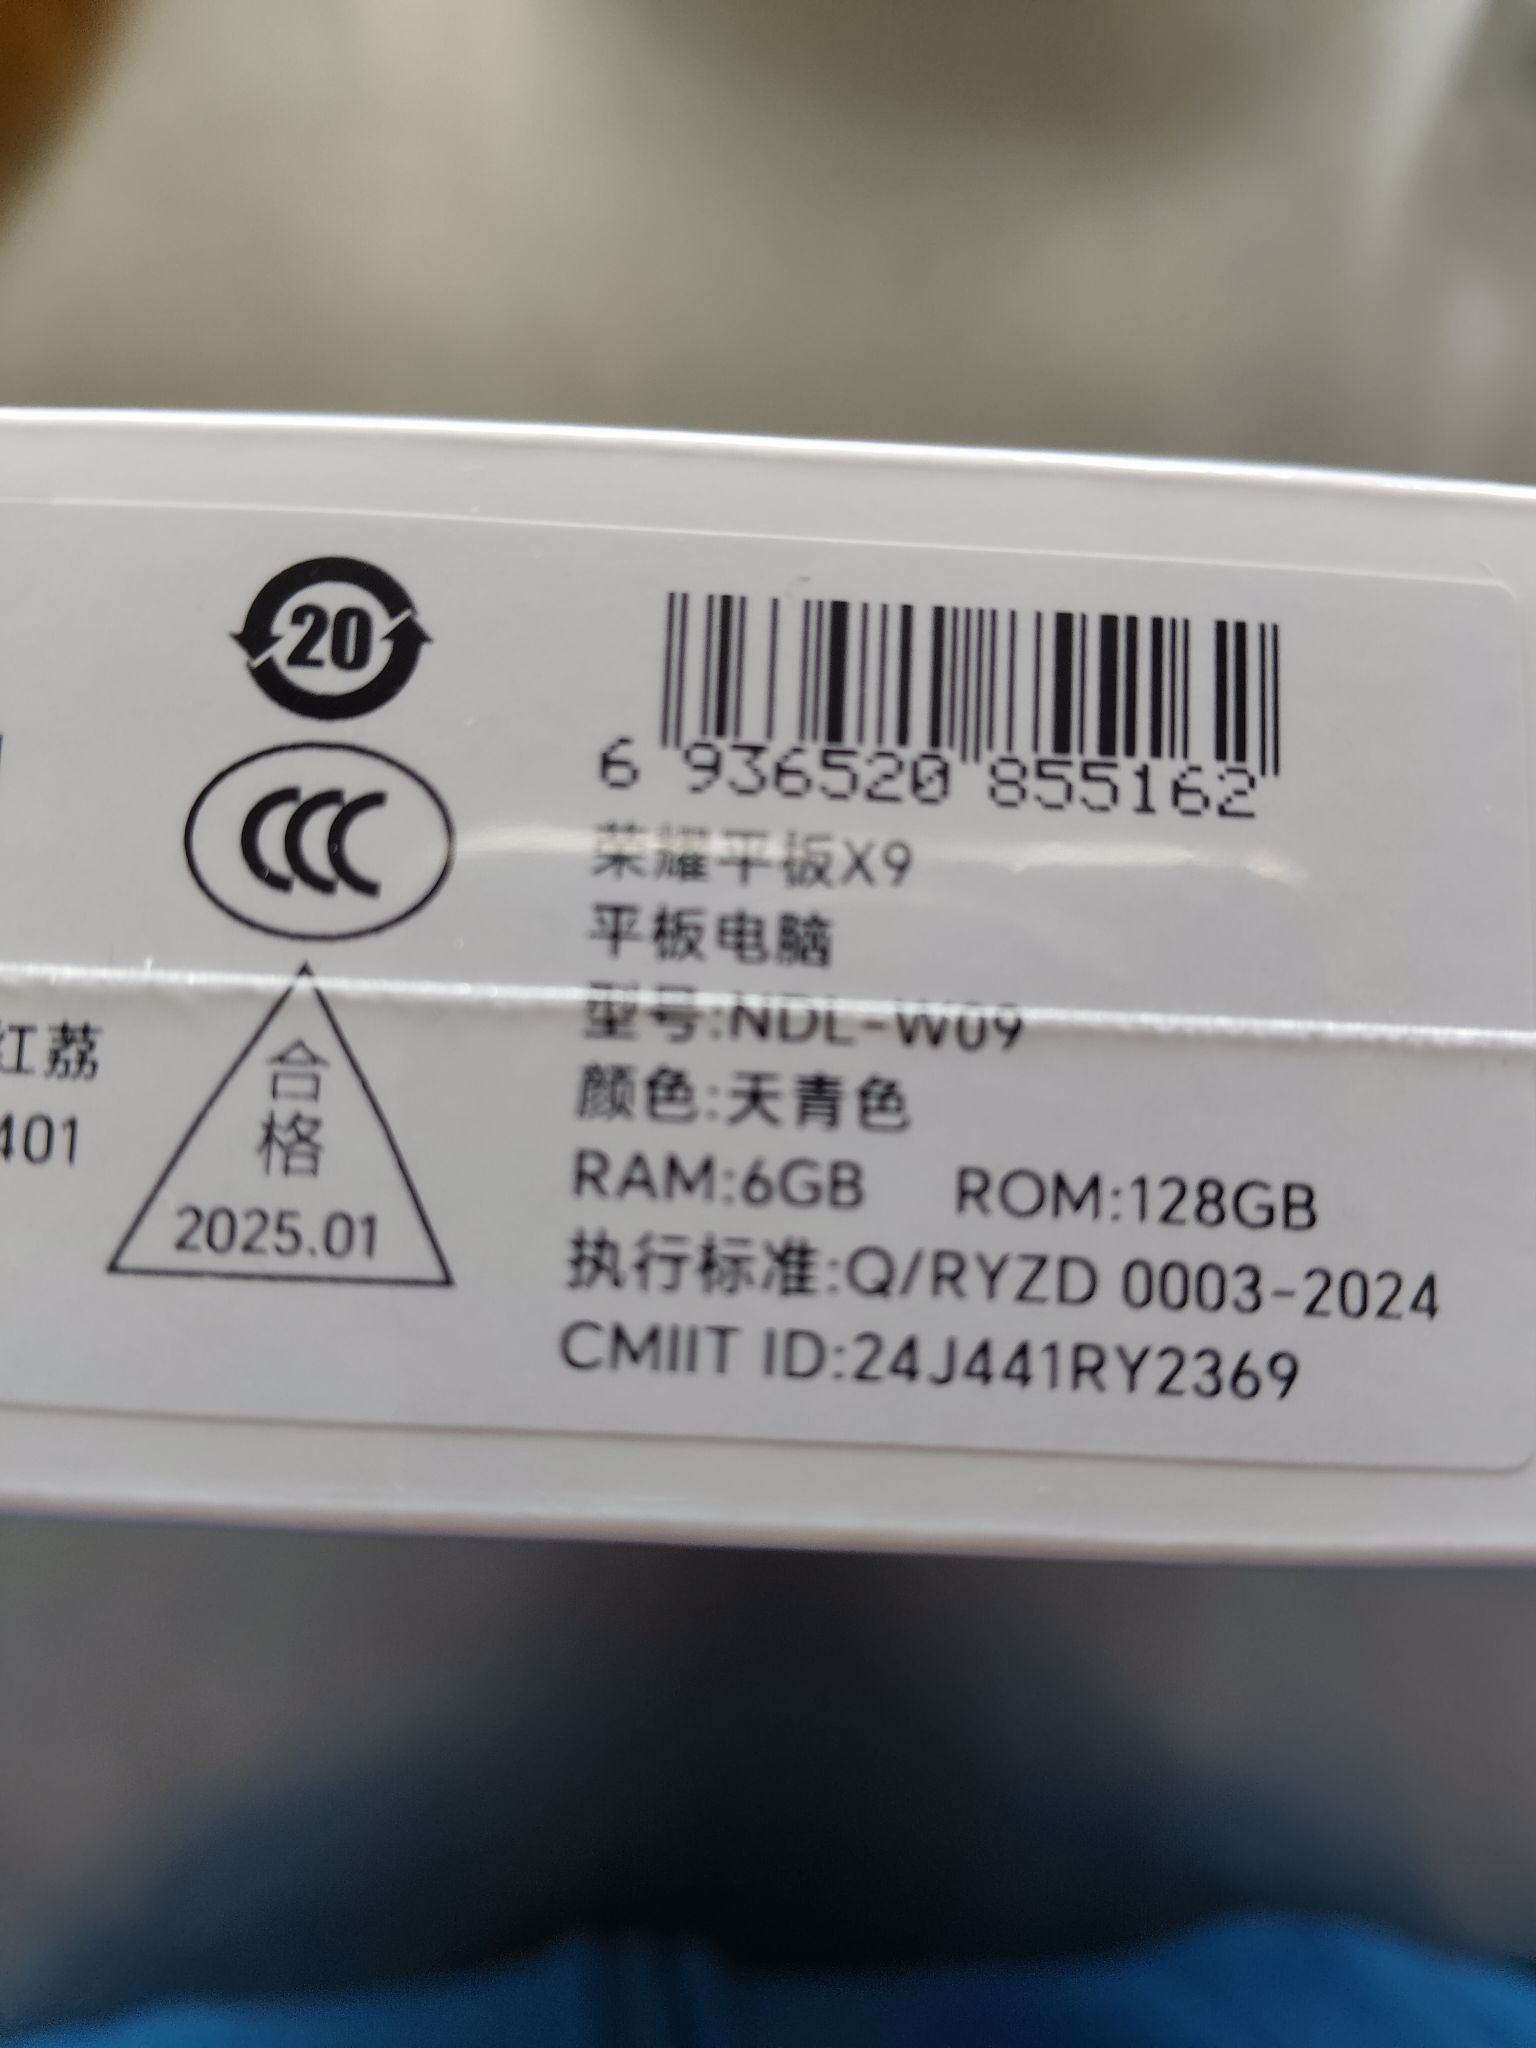 20
CCC
红荔
401
合
格
2025.01
6 936520 855162
荣耀平板X9
平板电脑
型号:NDL-W09
颜色:天青色
RAM:6GB ROM:128GB
执行标准:Q/RYZD 0003-2024
CMIIT ID:24J441RY2369